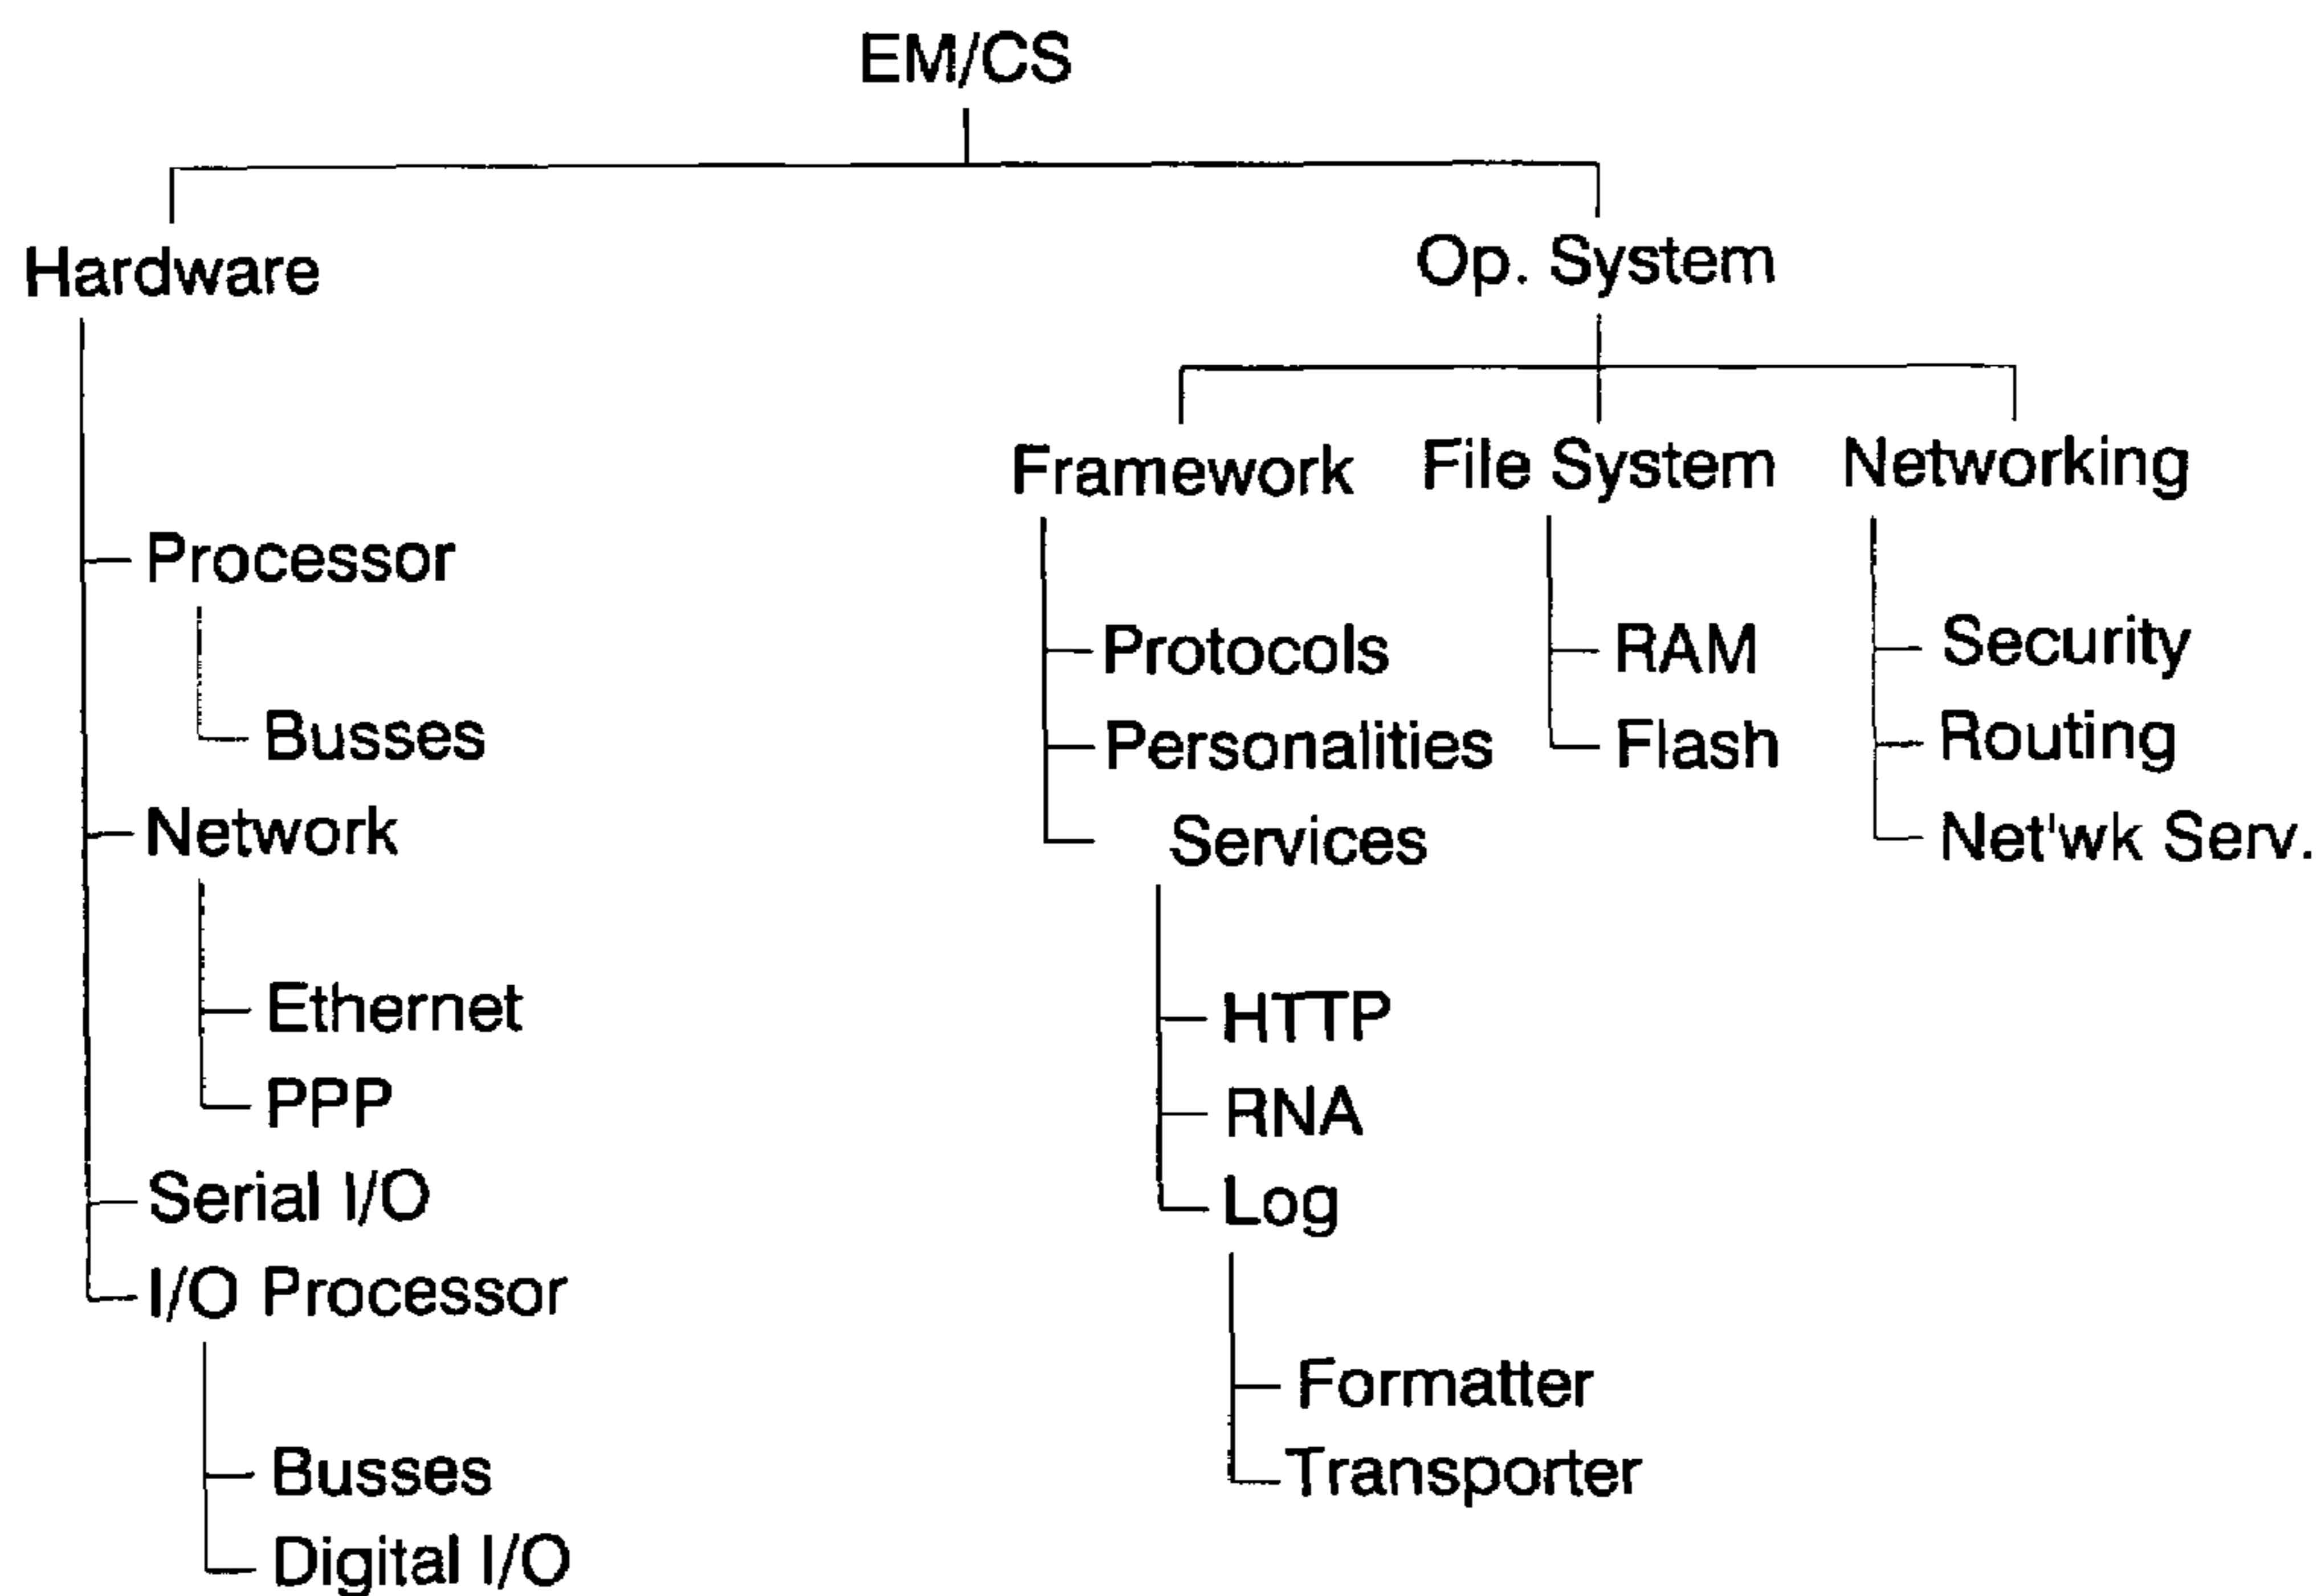 EM/CS
Hardware
Processor
Busses
Network
Ethernet
PPP
Serial I/O
I/O Processor
Busses
Digital I/O
Op. System
Framework
Protocols
Personalities
Services
HTTP
RNA
Log
Formatter
Transporter
File System
RAM
Flash
Networking
Security
Routing
Net'wk Serv.